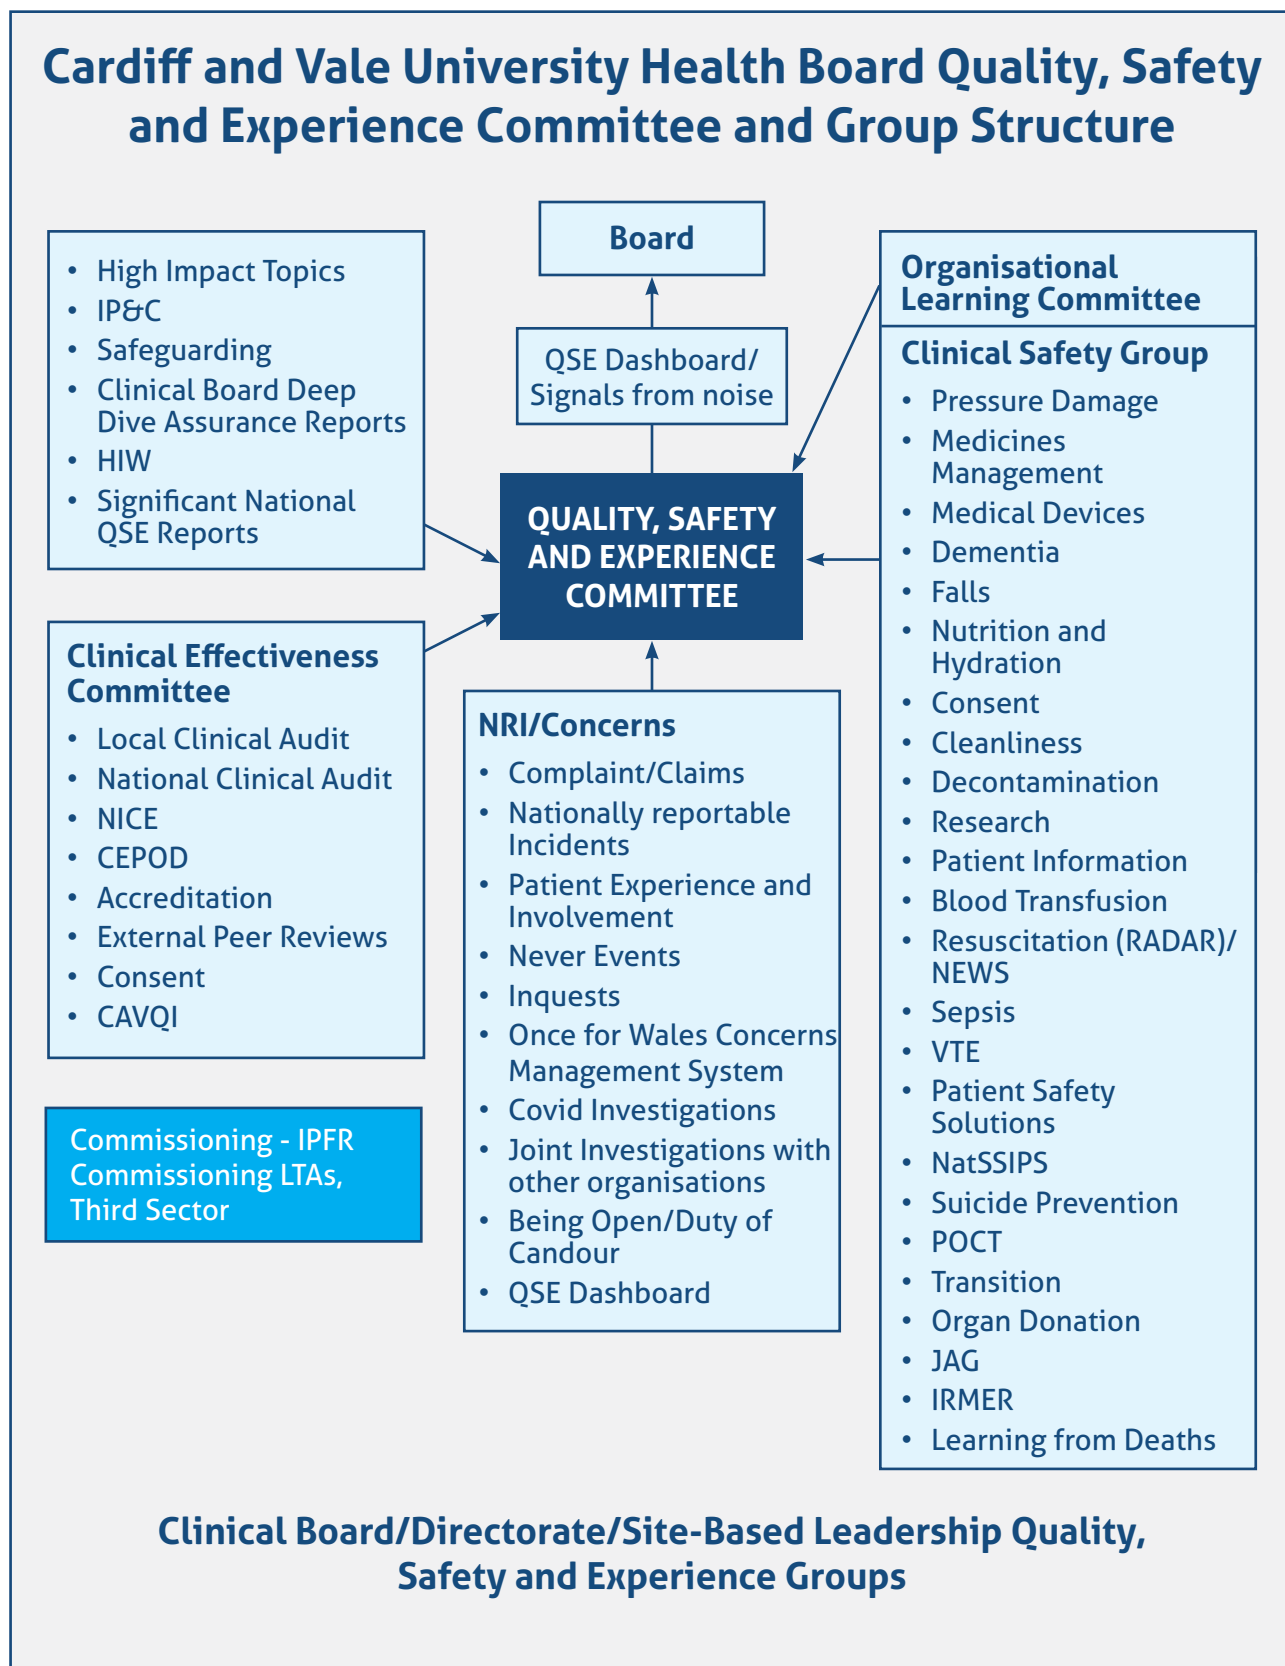 Cardiff and Vale University Health Board Quality, Safety
and Experience Committee and Group Structure
• High Impact Topics
• IP&C
• Safeguarding
• Clinical Board Deep
Dive Assurance Reports
• HIW
• Significant National
QSE Reports
Board
QSE Dashboard/
Signals from noise
QUALITY, SAFETY
AND EXPERIENCE
COMMITTEE
Clinical Effectiveness
Committee
• Local Clinical Audit
• National Clinical Audit
• NICE
• CEPOD
• Accreditation
• External Peer Reviews
• Consent
• CAVQI
Commissioning - IPFR
Commissioning LTAs,
Third Sector
NRI/Concerns
• Complaint/Claims
• Nationally reportable
Incidents
• Patient Experience and
Involvement
• Never Events
• Inquests
• Once for Wales Concerns
Management System
• Covid Investigations
• Joint Investigations with
other organisations
• Being Open/Duty of
Candour
• QSE Dashboard
Organisational
Learning Committee
Clinical Safety Group
• Pressure Damage
• Medicines
Management
• Medical Devices
• Dementia
• Falls
• Nutrition and
Hydration
• Consent
• Cleanliness
• Decontamination
• Research
• Patient Information
• Blood Transfusion
• Resuscitation (RADAR)/
NEWS
• Sepsis
• VTE
• Patient Safety
Solutions
• NatSSIPS
• Suicide Prevention
• POCT
• Transition
• Organ Donation
• JAG
• IRMER
• Learning from Deaths
Clinical Board/Directorate/Site-Based Leadership Quality,
Safety and Experience Groups